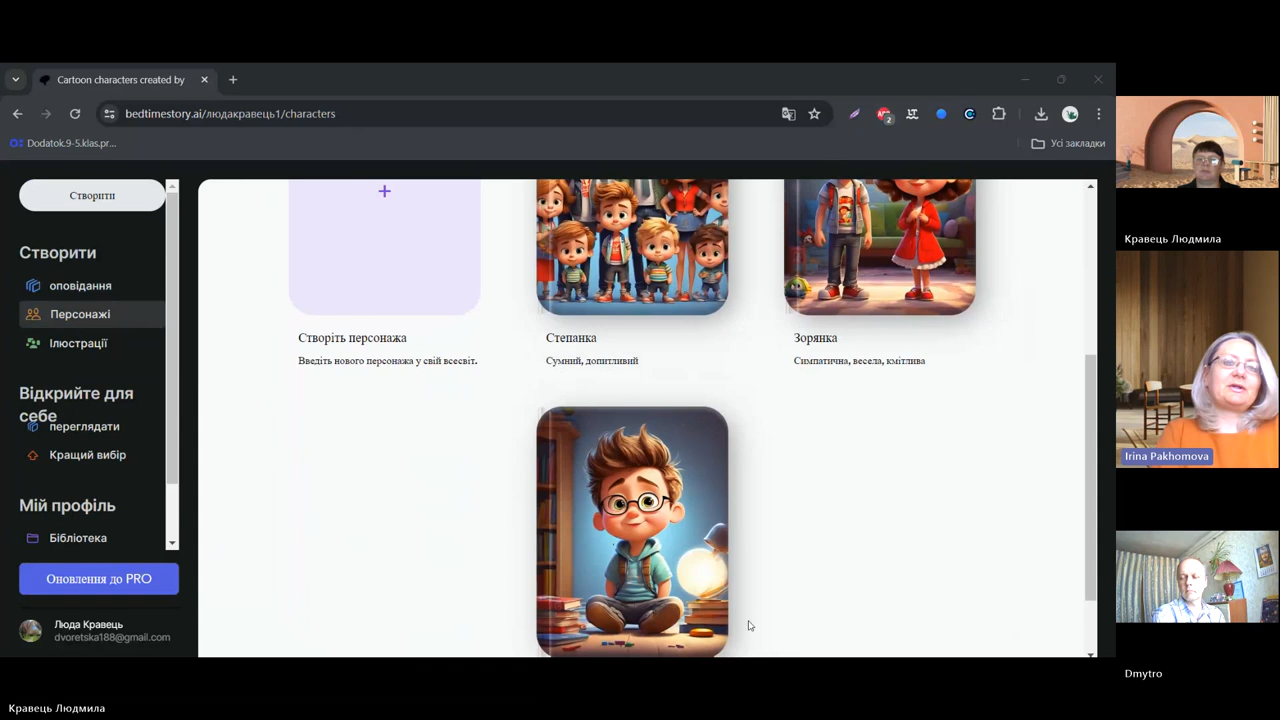 Cartoon characters created by
bedtimestory.ai/людакравець1/characters
2
Dodatok.9-5.klas.pr...
Усі закладки
Створити
Створити
оповідання
Персонажі
Ілюстрації
Відкрийте для
себе
переглядати
Кращий вибір
Мій профіль
Бібліотека
Оновлення до PRO
Люда Кравець
dvoretska188@gmail.com
Створіть персонажа
Введіть нового персонажа у свій всесвіт.
Степанка
Сумний, допитливий
Зорянка
Симпатична, весела, кмітлива
Кравець Людмила
Irina Pakhomova
Dmytro
Кравець Людмила